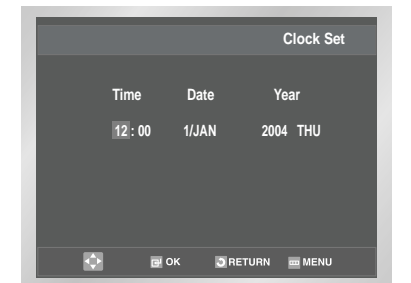 Clock Set
Time Date Year
12 : 00 1/JAN 2004 THU
OK RETURN MENU